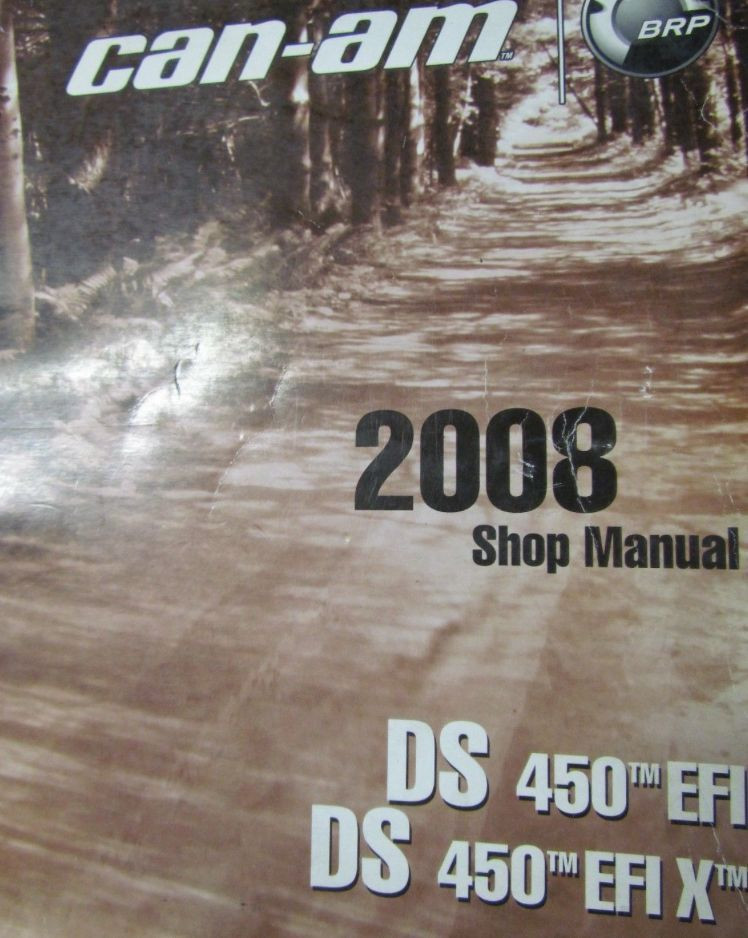 can-am™
BRP
2008
Shop Manual
DS 450™ EFI
DS 450™ EFI X™